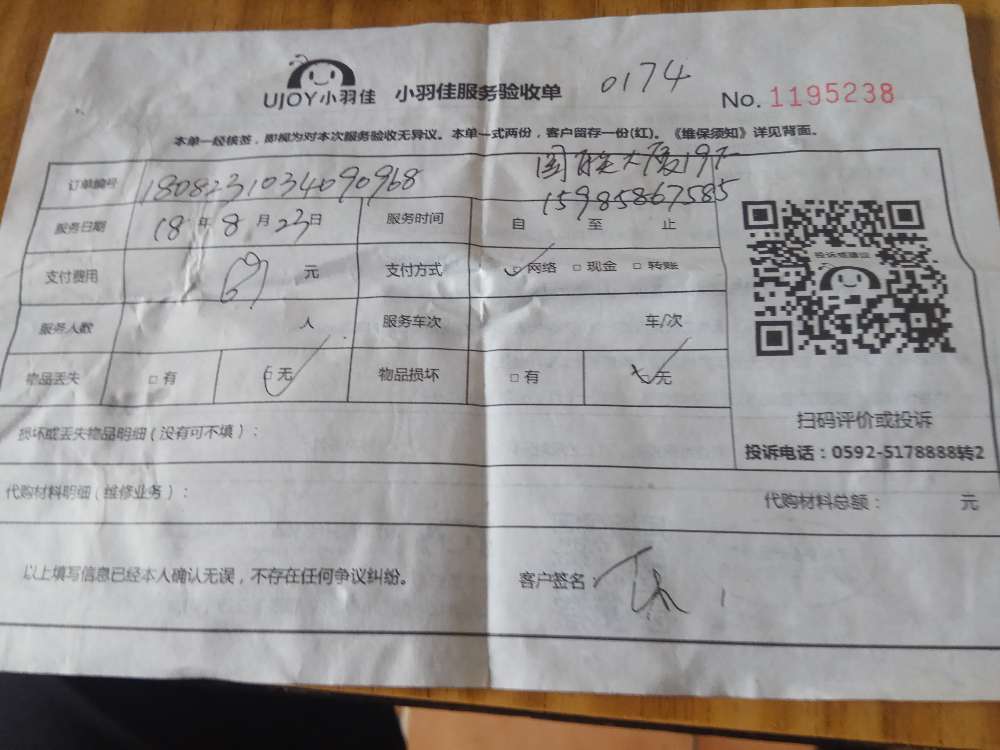 UJOY小羽佳 小羽佳服务验收单 0174 No. 1195238
本单一经核签，即视为对本次服务验收无异议。本单一式两份，客户留存一份(红)。《维保须知》详见背面。
订单编号 18082310340 90968
15985867585
服务日期 18 年 8 月 23 日 服务时间 自 至 止
支付费用 元 支付方式 网络 现金 转账
投诉或建议
服务人数 人 服务车次 车/次
物品丢失 有 无 物品损坏 有 无
扫码评价或投诉
投诉电话：0592-5178888转2
损坏或丢失物品明细（没有可不填）：
代购材料明细（维修业务）： 代购材料总额： 元
以上填写信息已经本人确认无误，不存在任何争议纠纷。 客户签名：